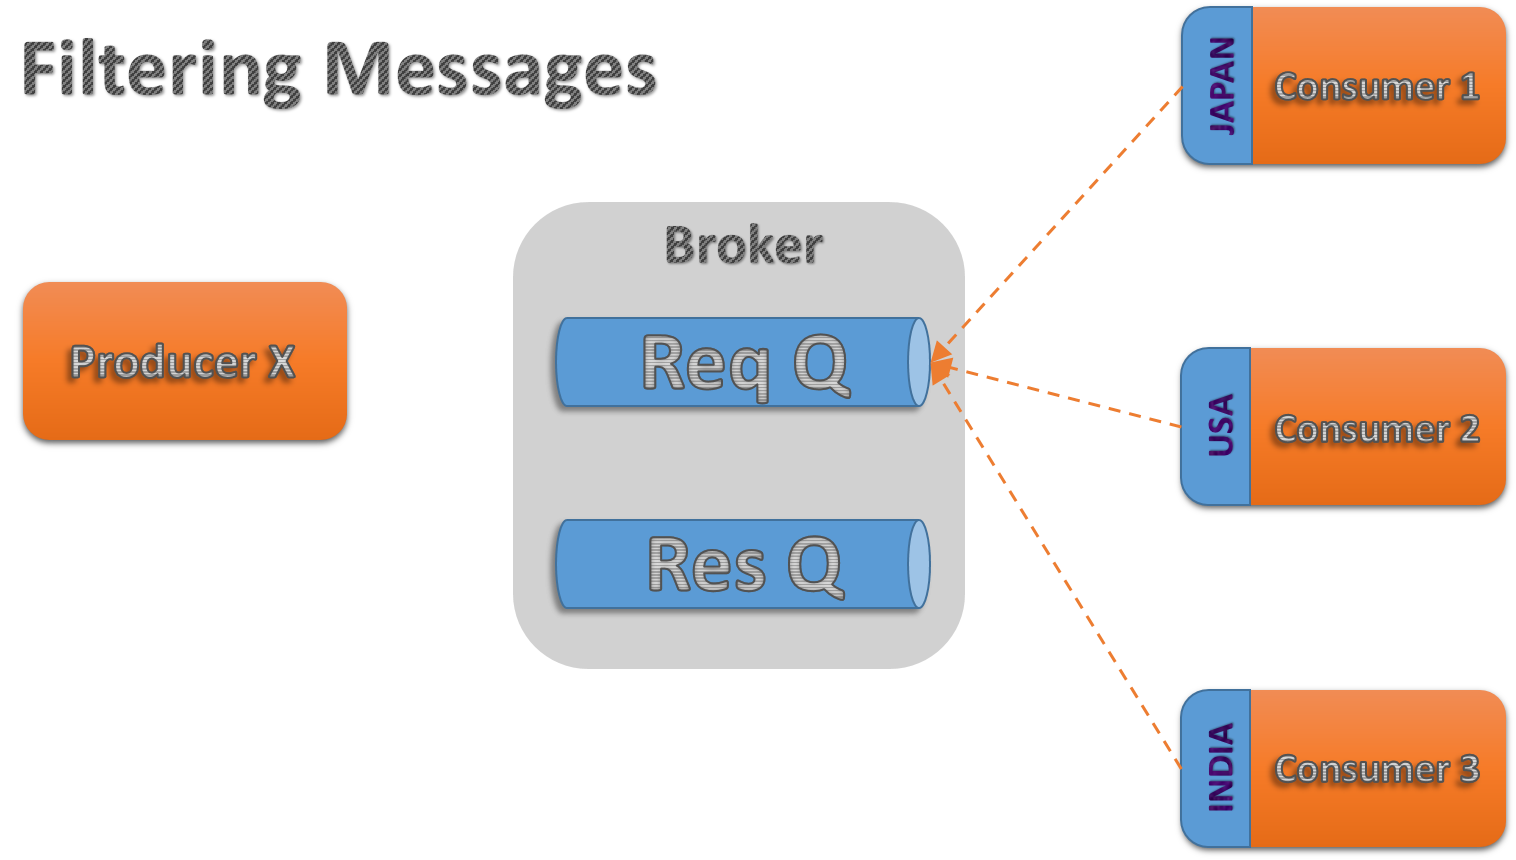 Filtering Messages
JAPAN
Consumer 1
Broker
Producer X
Req Q
USA
Consumer 2
Res Q
INDIA
Consumer 3